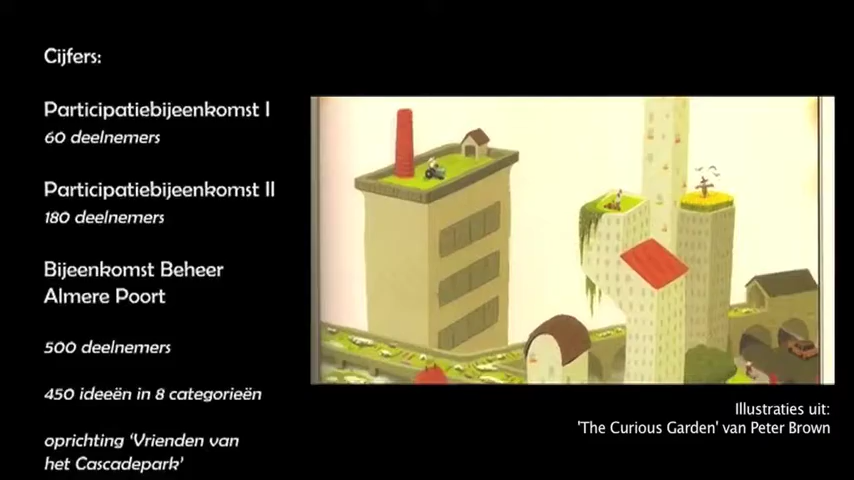 Cijfers:
Participatiebijeenkomst I
60 deelnemers
Participatiebijeenkomst II
180 deelnemers
Bijeenkomst Beheer
Almere Poort
500 deelnemers
450 ideeën in 8 categorieën
oprichting ‘Vrienden van
het Cascadepark’
Illustraties uit:
'The Curious Garden' van Peter Brown